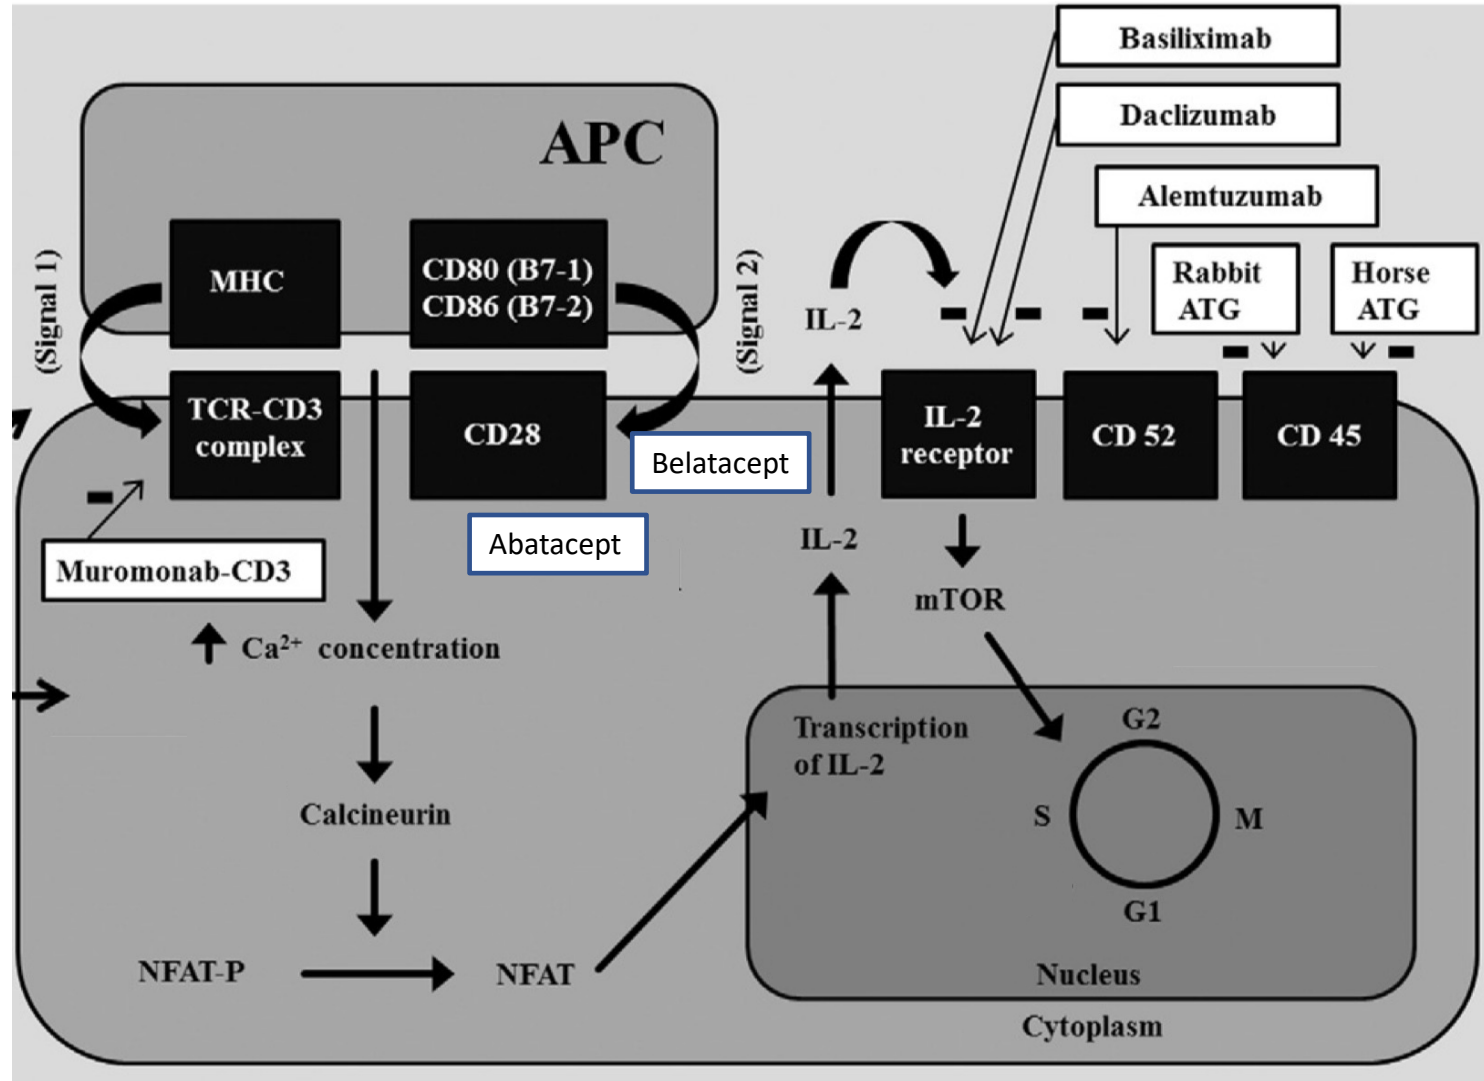 Basiliximab
Daclizumab
Alemtuzumab
Rabbit
ATG
Horse
ATG
APC
(Signal 1)
MHC
CD80 (B7-1)
CD86 (B7-2)
(Signal 2)
IL-2
TCR-CD3
complex
CD28
Belatacept
IL-2
receptor
CD 52
CD 45
Abatacept
Muromonab-CD3
IL-2
mTOR
Ca²⁺ concentration
Transcription
of IL-2
G2
S
M
G1
Calcineurin
NFAT-P
NFAT
Nucleus
Cytoplasm